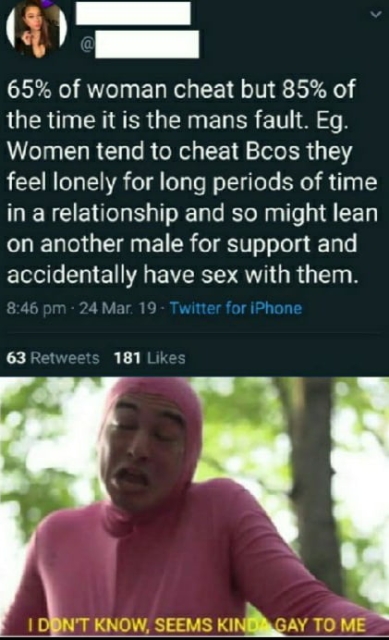 @
65% of woman cheat but 85% of
the time it is the mans fault. Eg.
Women tend to cheat Bcos they
feel lonely for long periods of time
in a relationship and so might lean
on another male for support and
accidentally have sex with them.
8:46 pm · 24 Mar. 19 · Twitter for iPhone
63 Retweets 181 Likes
I DON'T KNOW, SEEMS KINDA GAY TO ME